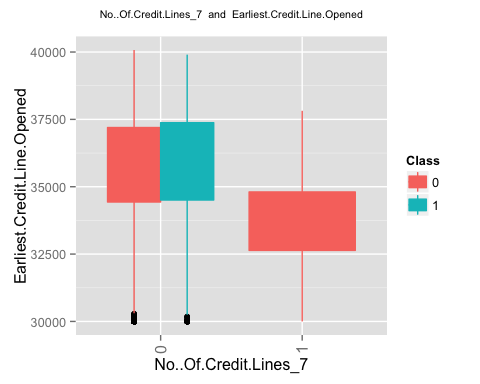 No..Of.Credit.Lines_7 and Earliest.Credit.Line.Opened
40000
37500
35000
32500
30000
Earliest.Credit.Line.Opened
0
1
No..Of.Credit.Lines_7
Class
0
1